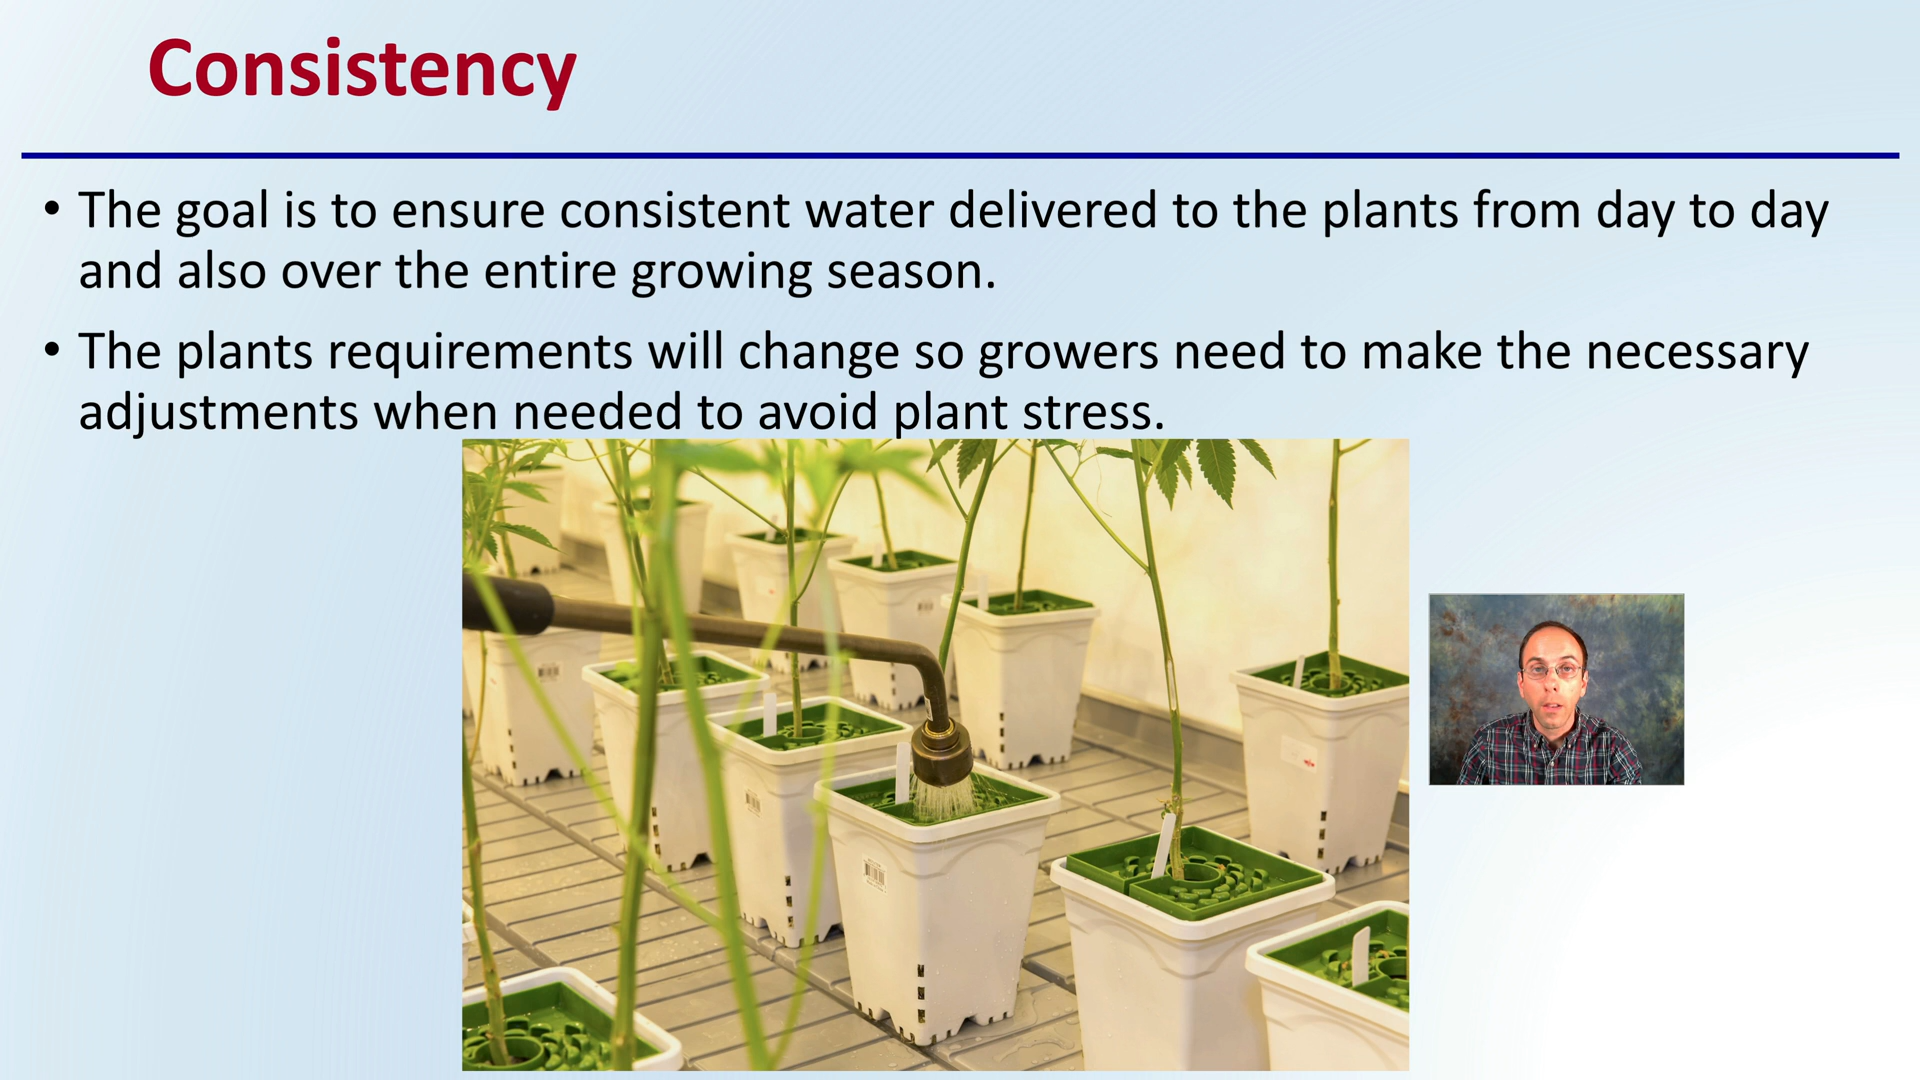 Consistency
• The goal is to ensure consistent water delivered to the plants from day to day
and also over the entire growing season.
• The plants requirements will change so growers need to make the necessary
adjustments when needed to avoid plant stress.